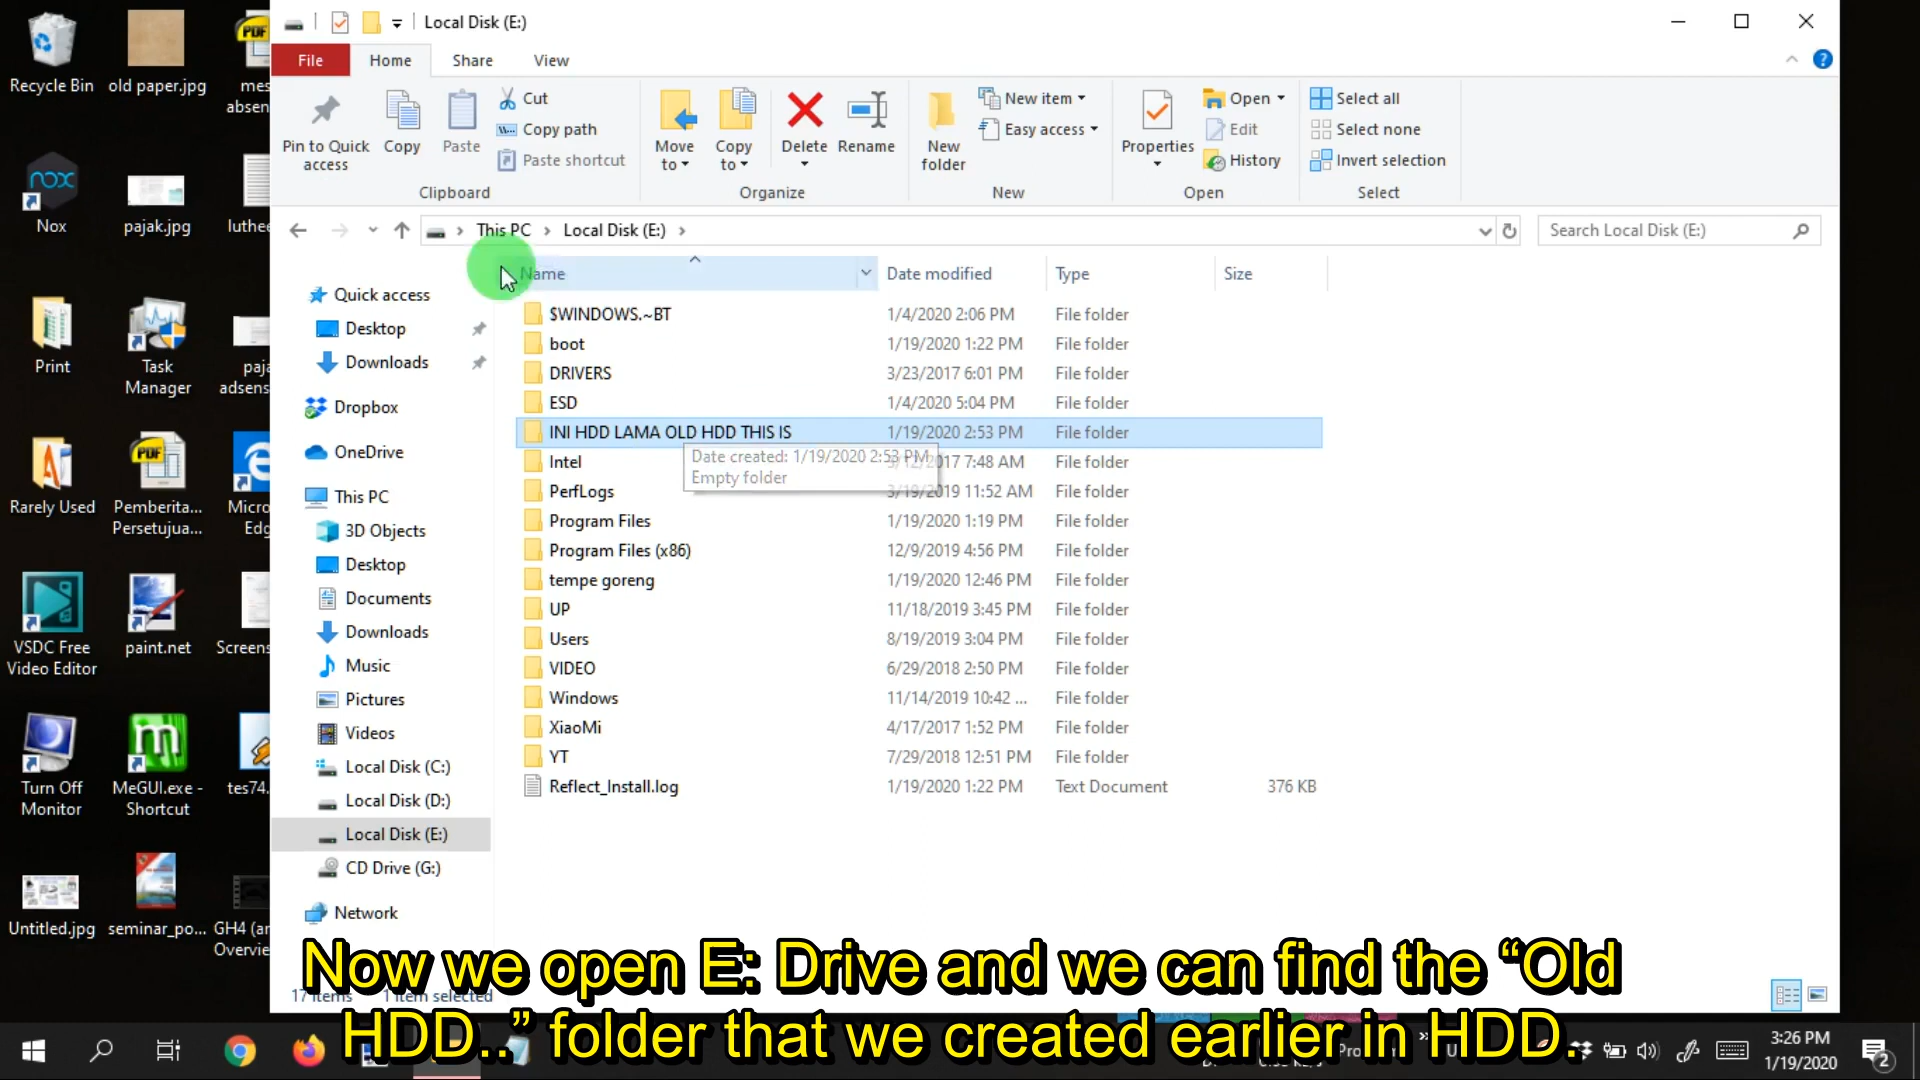 Local Disk (E:)
File
Home
Share
View
Pin to Quick
access
Copy
Paste
Cut
Copy path
Paste shortcut
Clipboard
Move
to
Copy
to
Delete
Rename
Organize
New
folder
New item
Easy access
New
Properties
Open
Edit
History
Open
Select all
Select none
Invert selection
Select
This PC
Local Disk (E:)
Search Local Disk (E:)
Name
Date modified
Type
Size
$WINDOWS.~BT 1/4/2020 2:06 PM File folder
boot 1/19/2020 1:22 PM File folder
DRIVERS 3/23/2017 6:01 PM File folder
ESD 1/4/2020 5:04 PM File folder
INI HDD LAMA OLD HDD THIS IS 1/19/2020 2:53 PM File folder
Date created: 1/19/2020 2:53 PM
Empty folder
Intel 2017 7:48 AM File folder
PerfLogs 3/19/2019 11:52 AM File folder
Program Files 1/19/2020 1:19 PM File folder
Program Files (x86) 12/9/2019 4:56 PM File folder
tempe goreng 1/19/2020 12:46 PM File folder
UP 11/18/2019 3:45 PM File folder
Users 8/19/2019 3:04 PM File folder
VIDEO 6/29/2018 2:50 PM File folder
Windows 11/14/2019 10:42 ... File folder
XiaoMi 4/17/2017 1:52 PM File folder
YT 7/29/2018 12:51 PM File folder
Reflect_Install.log 1/19/2020 1:22 PM Text Document 376 KB
Quick access
Desktop
Downloads
Dropbox
OneDrive
This PC
3D Objects
Desktop
Documents
Downloads
Music
Pictures
Videos
Local Disk (C:)
Local Disk (D:)
Local Disk (E:)
CD Drive (G:)
Network
17 items
1 item selected
Recycle Bin
old paper.jpg
mes
absen
Nox
pajak.jpg
luthe
Print
Task
Manager
paja
adsens
Rarely Used
Pemberita...
Persetujua...
Micro
Edg
VSDC Free
Video Editor
paint.net
Screens
Turn Off
Monitor
MeGUI.exe -
Shortcut
tes74.
Untitled.jpg
seminar_po...
GH4 (ar
Overvie
Now we open E: Drive and we can find the “Old
HDD..” folder that we created earlier in HDD.
3:26 PM
1/19/2020
2